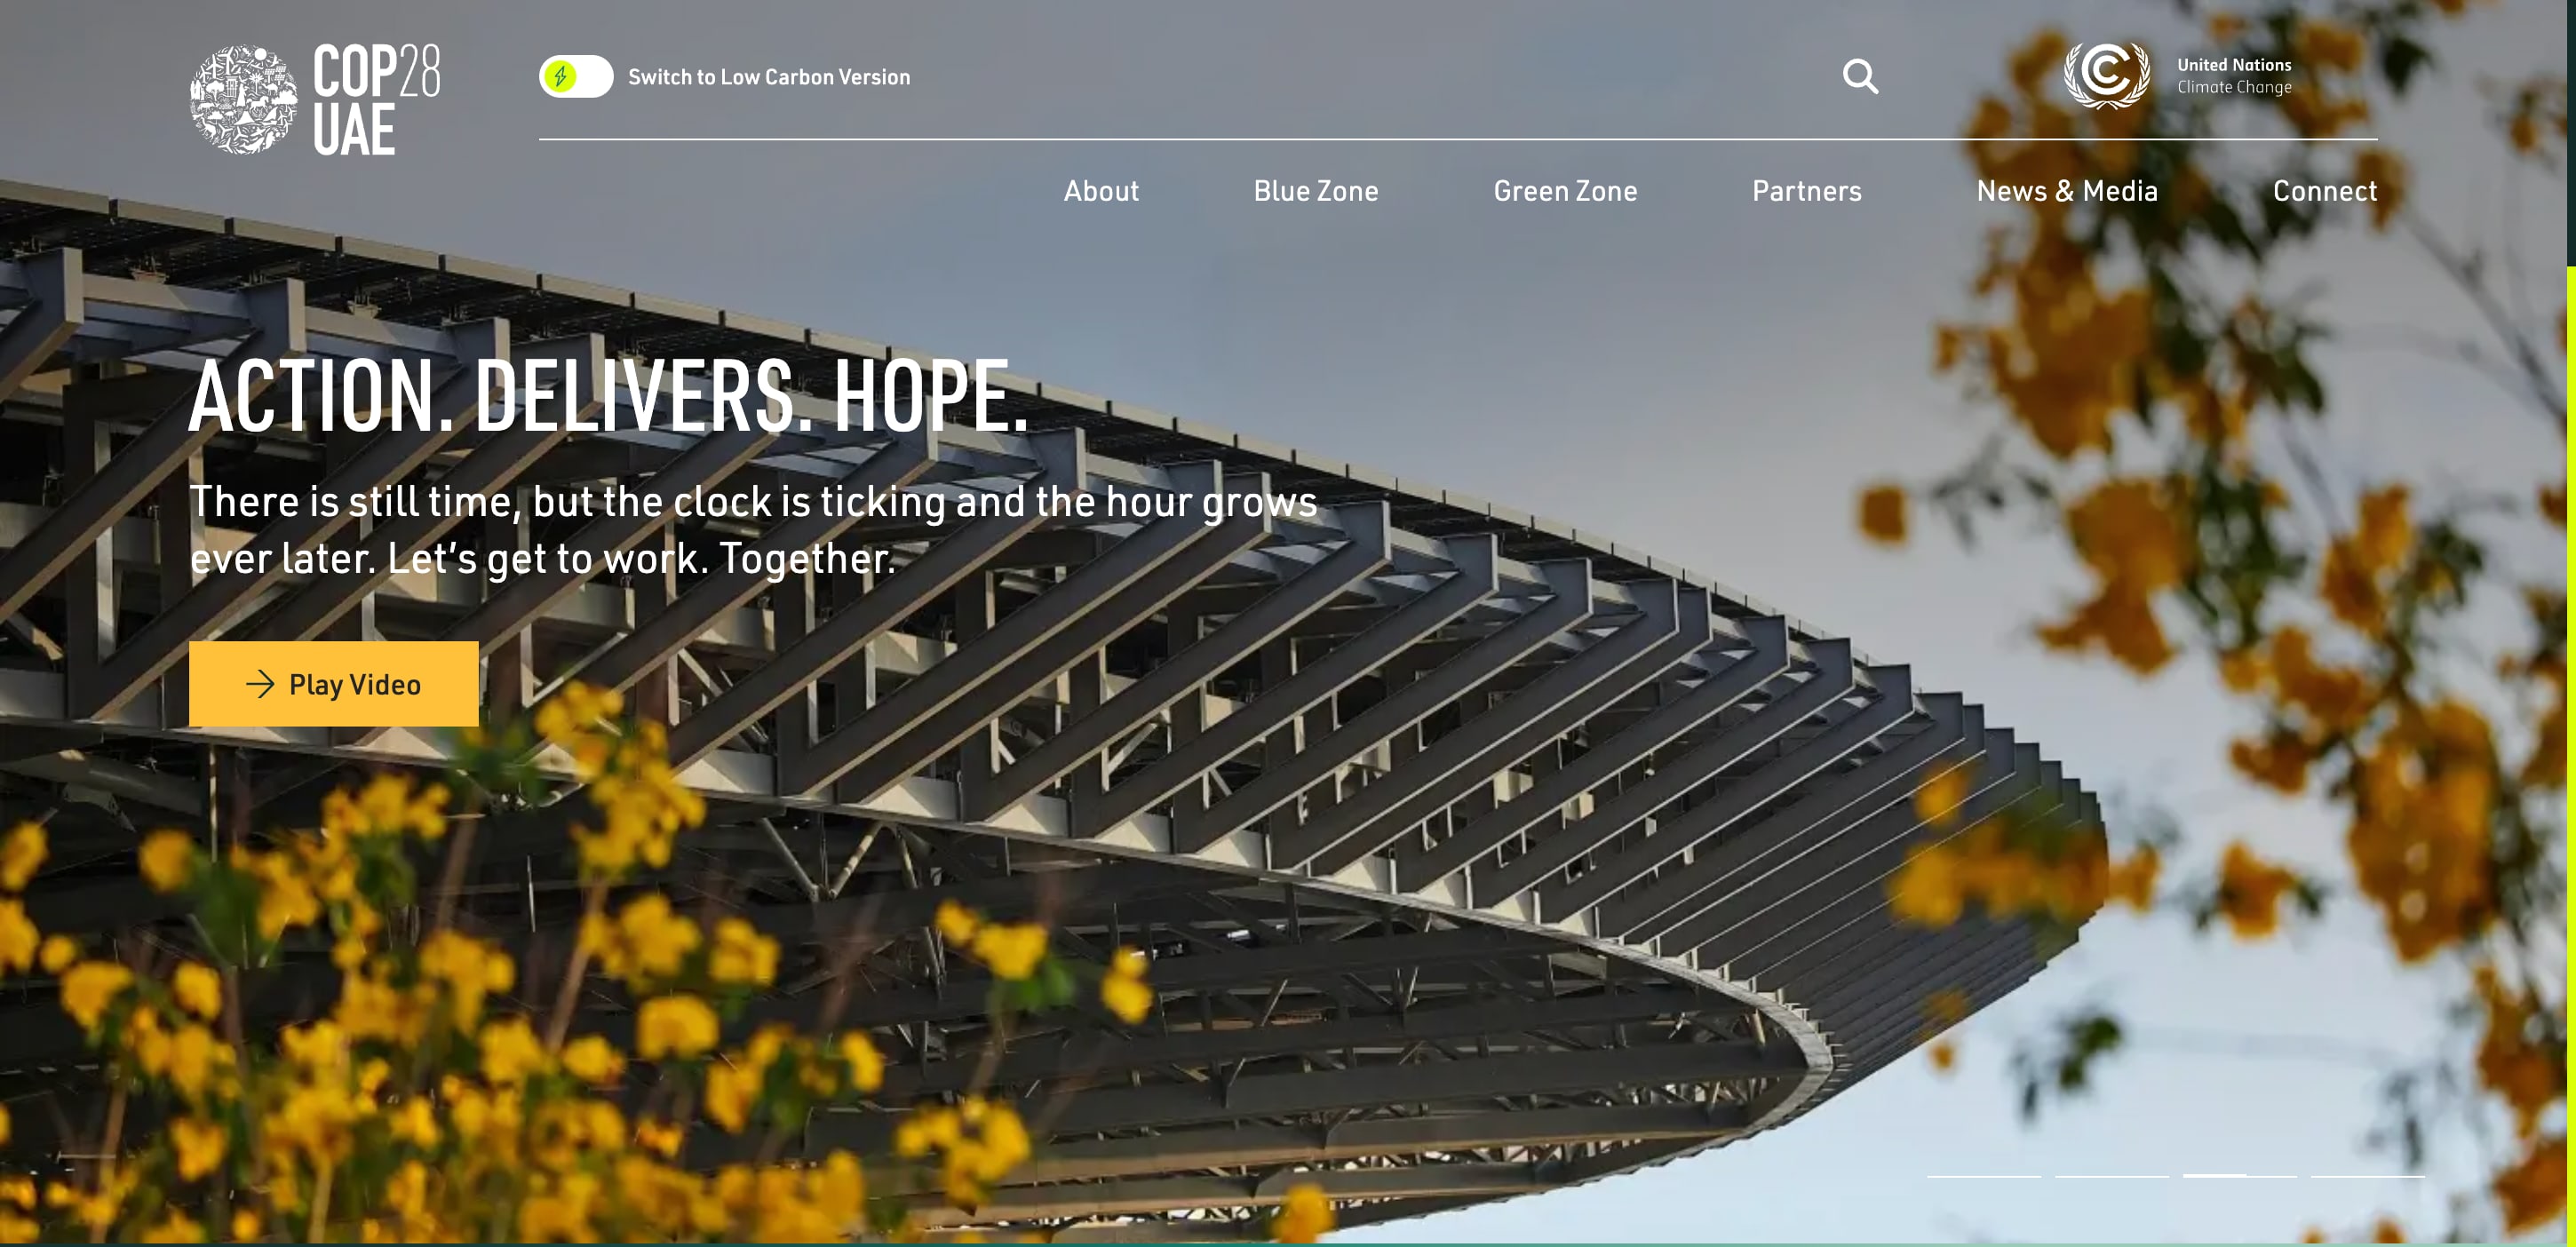 COP28
UAE
Switch to Low Carbon Version
United Nations
Climate Change
About
Blue Zone
Green Zone
Partners
News & Media
Connect
ACTION. DELIVERS. HOPE.
There is still time, but the clock is ticking and the hour grows
ever later. Let’s get to work. Together.
Play Video